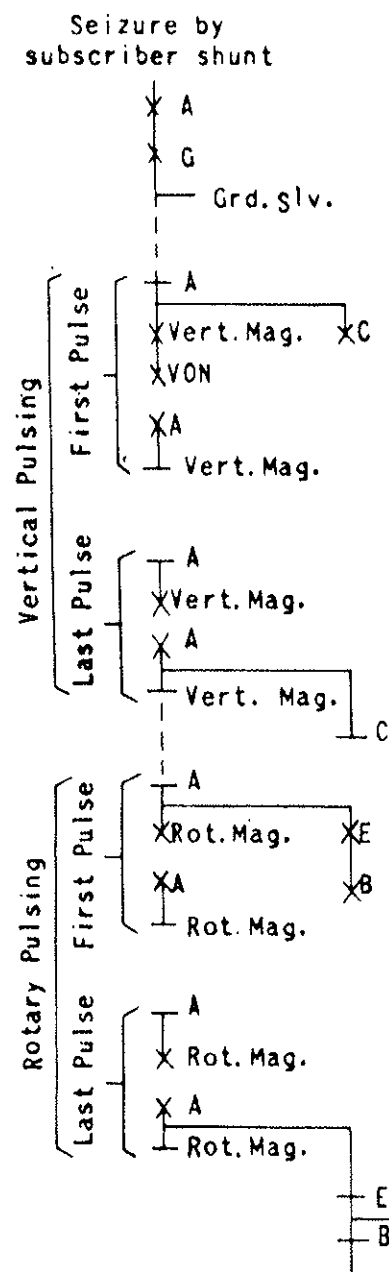 Seizure by
subscriber shunt
A
G
Grd. Slv.
A
Vert. Mag.
C
VON
A
Vert. Mag.
First Pulse
A
Vert. Mag.
A
Vert. Mag.
C
Last Pulse
Vertical Pulsing
A
Rot. Mag.
E
A
B
Rot. Mag.
First Pulse
A
Rot. Mag.
A
Rot. Mag.
Last Pulse
Rotary Pulsing
E
B